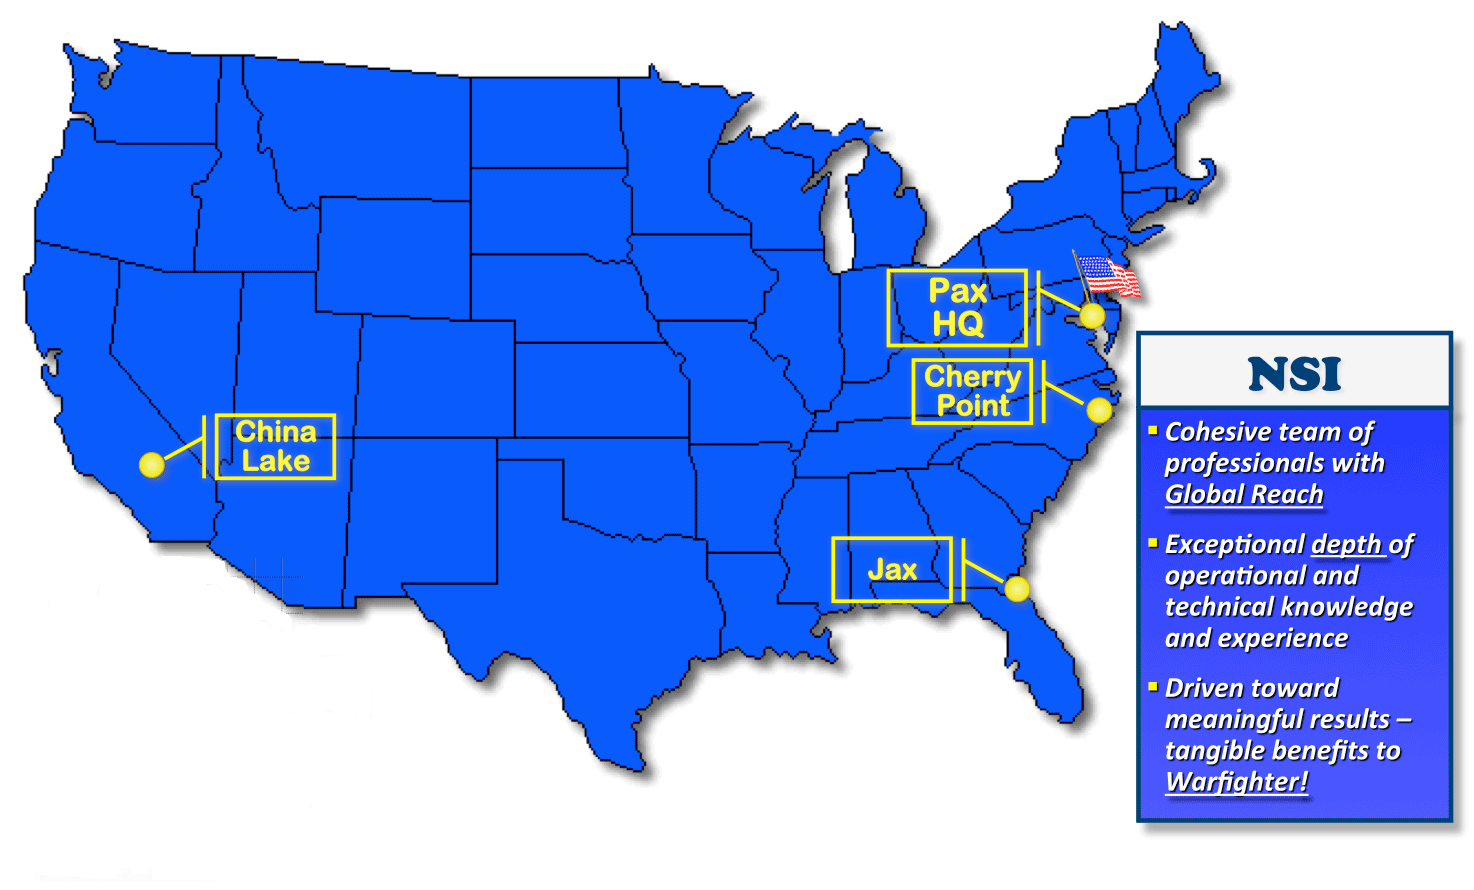 Pax
HQ
Cherry
Point
China
Lake
Jax
NSI
Cohesive team of
professionals with
Global Reach
Exceptional depth of
operational and
technical knowledge
and experience
Driven toward
meaningful results –
tangible benefits to
Warfighter!